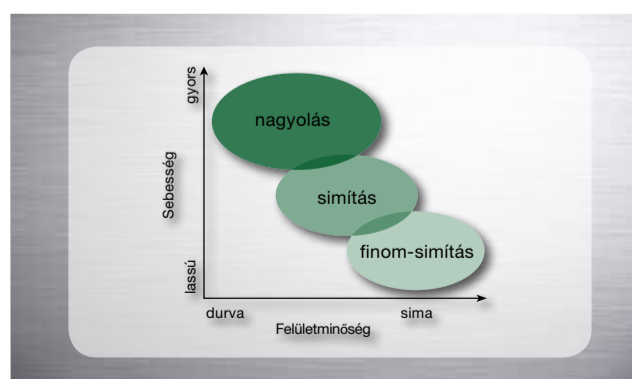 gyors
nagyolás
Sebesség
simítás
finom-simítás
lassú
durva
sima
Felületminőség